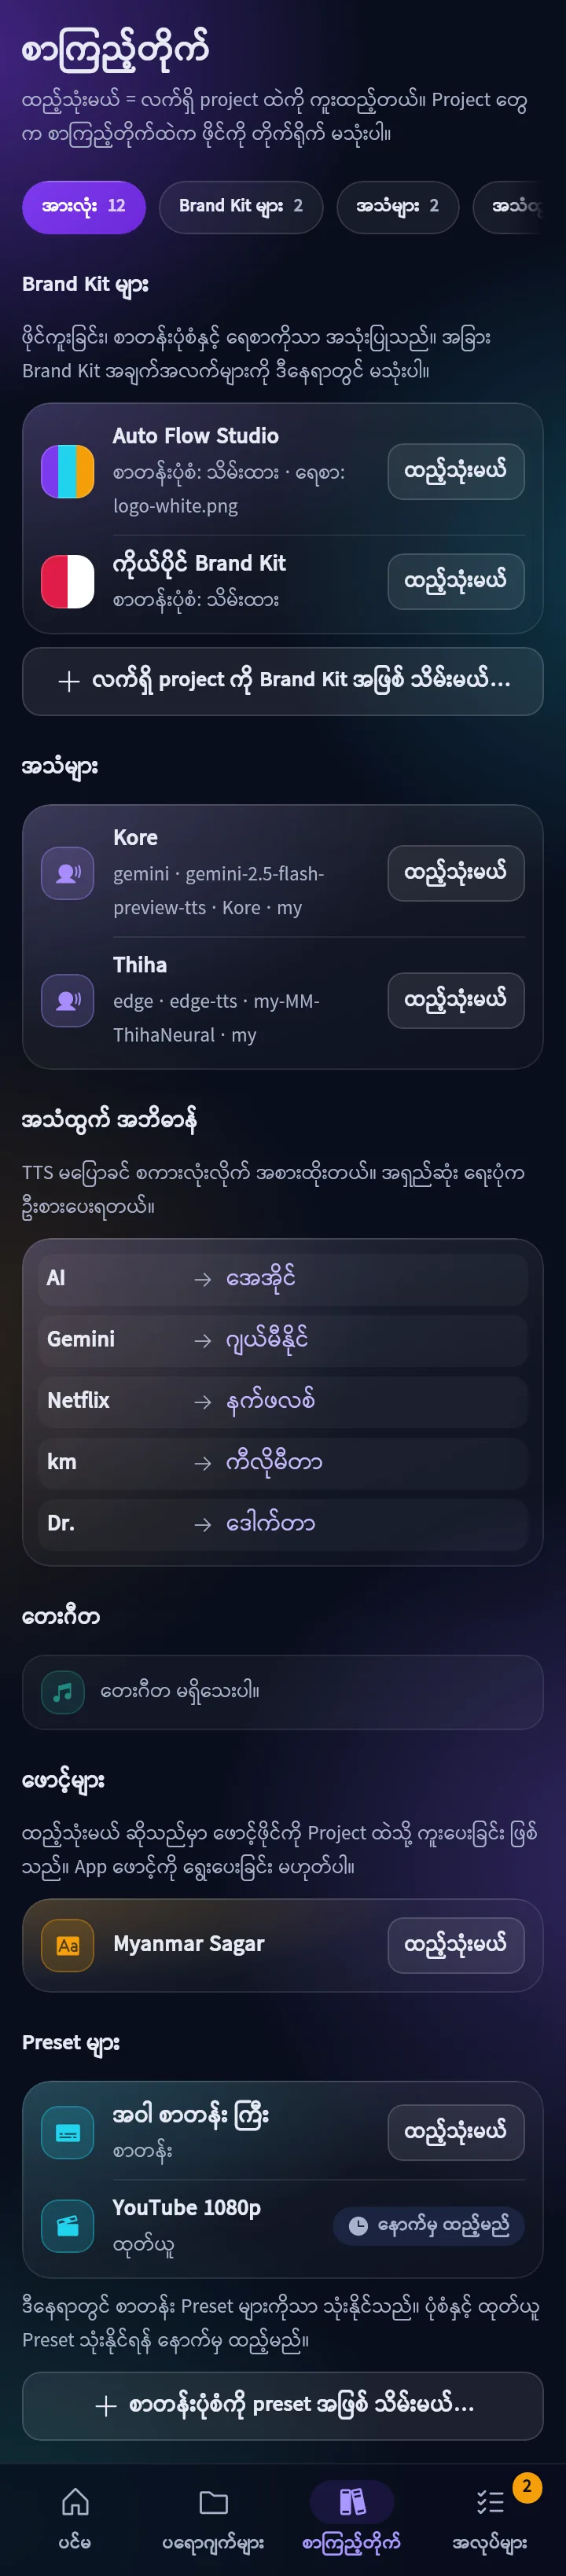 စာကြည့်တိုက်
ထည့်သုံးမယ် = လက်ရှိ project ထဲကို ကူးထည့်တယ်။ Project တွေ
က စာကြည့်တိုက်ထဲက ဖိုင်ကို တိုက်ရိုက် မသုံးပါ။
အားလုံး 12
Brand Kit များ 2
အသံများ 2
Brand Kit များ
ဖိုင်ကူးခြင်း၊ စာတန်းပုံစံနှင့် ရေစာကိုသာ အသုံးပြုသည်။ အခြား
Brand Kit အချက်အလက်များကို ဒီနေရာတွင် မသုံးပါ။
Auto Flow Studio
စာတန်းပုံစံ: သိမ်းထား · ရေစာ:
logo-white.png
ထည့်သုံးမယ်
ကိုယ်ပိုင် Brand Kit
စာတန်းပုံစံ: သိမ်းထား
ထည့်သုံးမယ်
လက်ရှိ project ကို Brand Kit အဖြစ် သိမ်းမယ်…
အသံများ
Kore
gemini · gemini-2.5-flash-
preview-tts · Kore · my
ထည့်သုံးမယ်
Thiha
edge · edge-tts · my-MM-
ThihaNeural · my
ထည့်သုံးမယ်
အသံထွက် အဘိဓာန်
TTS မပြောခင် စကားလုံးလိုက် အစားထိုးတယ်။ အရှည်ဆုံး ရေးပုံက
ဦးစားပေးရတယ်။
AI → အေအိုင်
Gemini → ဂျယ်မီနိုင်
Netflix → နက်ဖလစ်
km → ကီလိုမီတာ
Dr. → ဒေါက်တာ
တေးဂီတ
တေးဂီတ မရှိသေးပါ။
ဖောင့်များ
ထည့်သုံးမယ် ဆိုသည်မှာ ဖောင့်ဖိုင်ကို Project ထဲသို့ ကူးပေးခြင်း ဖြစ်
သည်။ App ဖောင့်ကို ရွေးပေးခြင်း မဟုတ်ပါ။
Myanmar Sagar
ထည့်သုံးမယ်
Preset များ
အဝါ စာတန်း ကြီး
စာတန်း
ထည့်သုံးမယ်
YouTube 1080p
ထုတ်ယူ
နောက်မှ ထည့်မည်
ဒီနေရာတွင် စာတန်း Preset များကိုသာ သုံးနိုင်သည်။ ပုံစံနှင့် ထုတ်ယူ
Preset သုံးနိုင်ရန် နောက်မှ ထည့်မည်။
စာတန်းပုံစံကို preset အဖြစ် သိမ်းမယ်…
2
ပင်မ
ပရောဂျက်များ
စာကြည့်တိုက်
အလုပ်များ